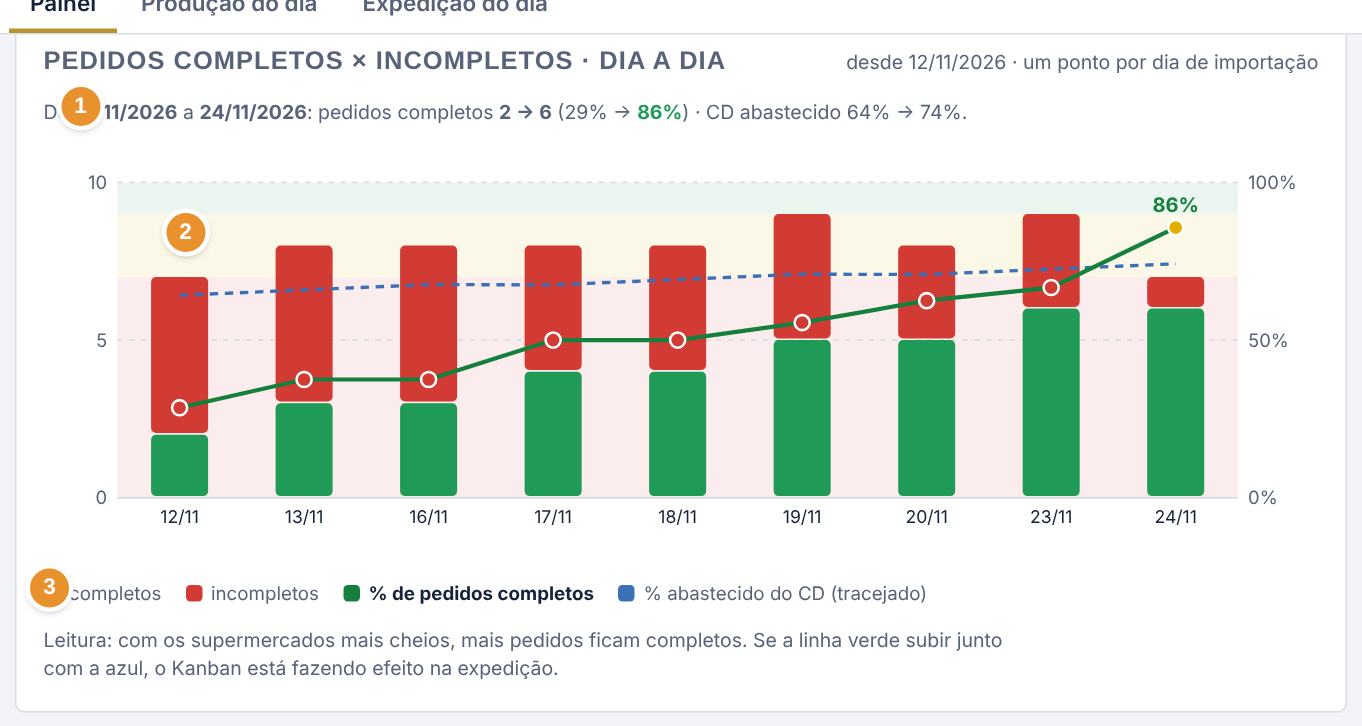 Painel Produção do dia Expedição do dia
PEDIDOS COMPLETOS × INCOMPLETOS · DIA A DIA
desde 12/11/2026 · um ponto por dia de importação
1
11/2026 a 24/11/2026: pedidos completos 2 → 6 (29% → 86%) · CD abastecido 64% → 74%.
10
100%
86%
2
5
50%
0
0%
12/11 13/11 16/11 17/11 18/11 19/11 20/11 23/11 24/11
3
completos incompletos % de pedidos completos % abastecido do CD (tracejado)
Leitura: com os supermercados mais cheios, mais pedidos ficam completos. Se a linha verde subir junto
com a azul, o Kanban está fazendo efeito na expedição.